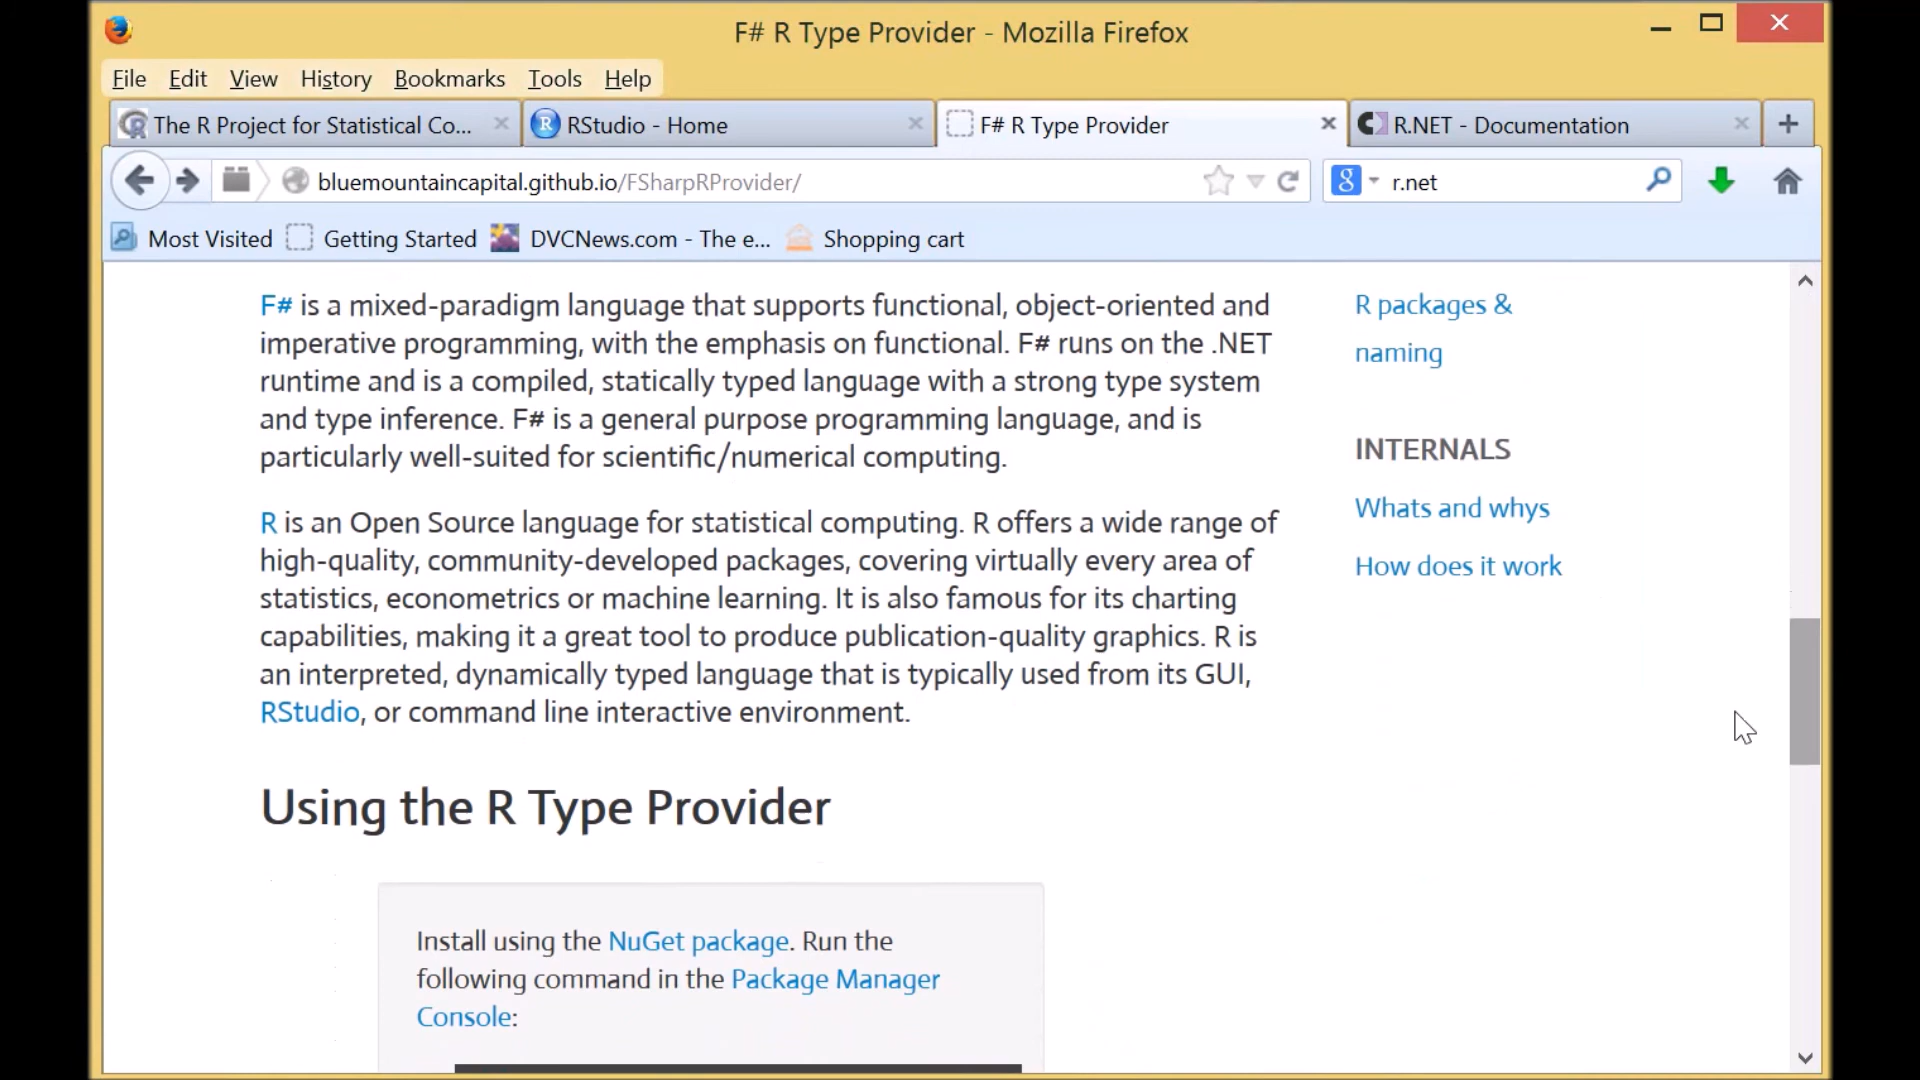 F# R Type Provider - Mozilla Firefox
File Edit View History Bookmarks Tools Help
The R Project for Statistical Co...
RStudio - Home
F# R Type Provider
R.NET - Documentation
bluemountaincapital.github.io/FSharpRProvider/
r.net
Most Visited
Getting Started
DVCNews.com - The e...
Shopping cart
F# is a mixed-paradigm language that supports functional, object-oriented and
imperative programming, with the emphasis on functional. F# runs on the .NET
runtime and is a compiled, statically typed language with a strong type system
and type inference. F# is a general purpose programming language, and is
particularly well-suited for scientific/numerical computing.
R is an Open Source language for statistical computing. R offers a wide range of
high-quality, community-developed packages, covering virtually every area of
statistics, econometrics or machine learning. It is also famous for its charting
capabilities, making it a great tool to produce publication-quality graphics. R is
an interpreted, dynamically typed language that is typically used from its GUI,
RStudio, or command line interactive environment.
Using the R Type Provider
Install using the NuGet package. Run the
following command in the Package Manager
Console:
R packages &
naming
INTERNALS
Whats and whys
How does it work